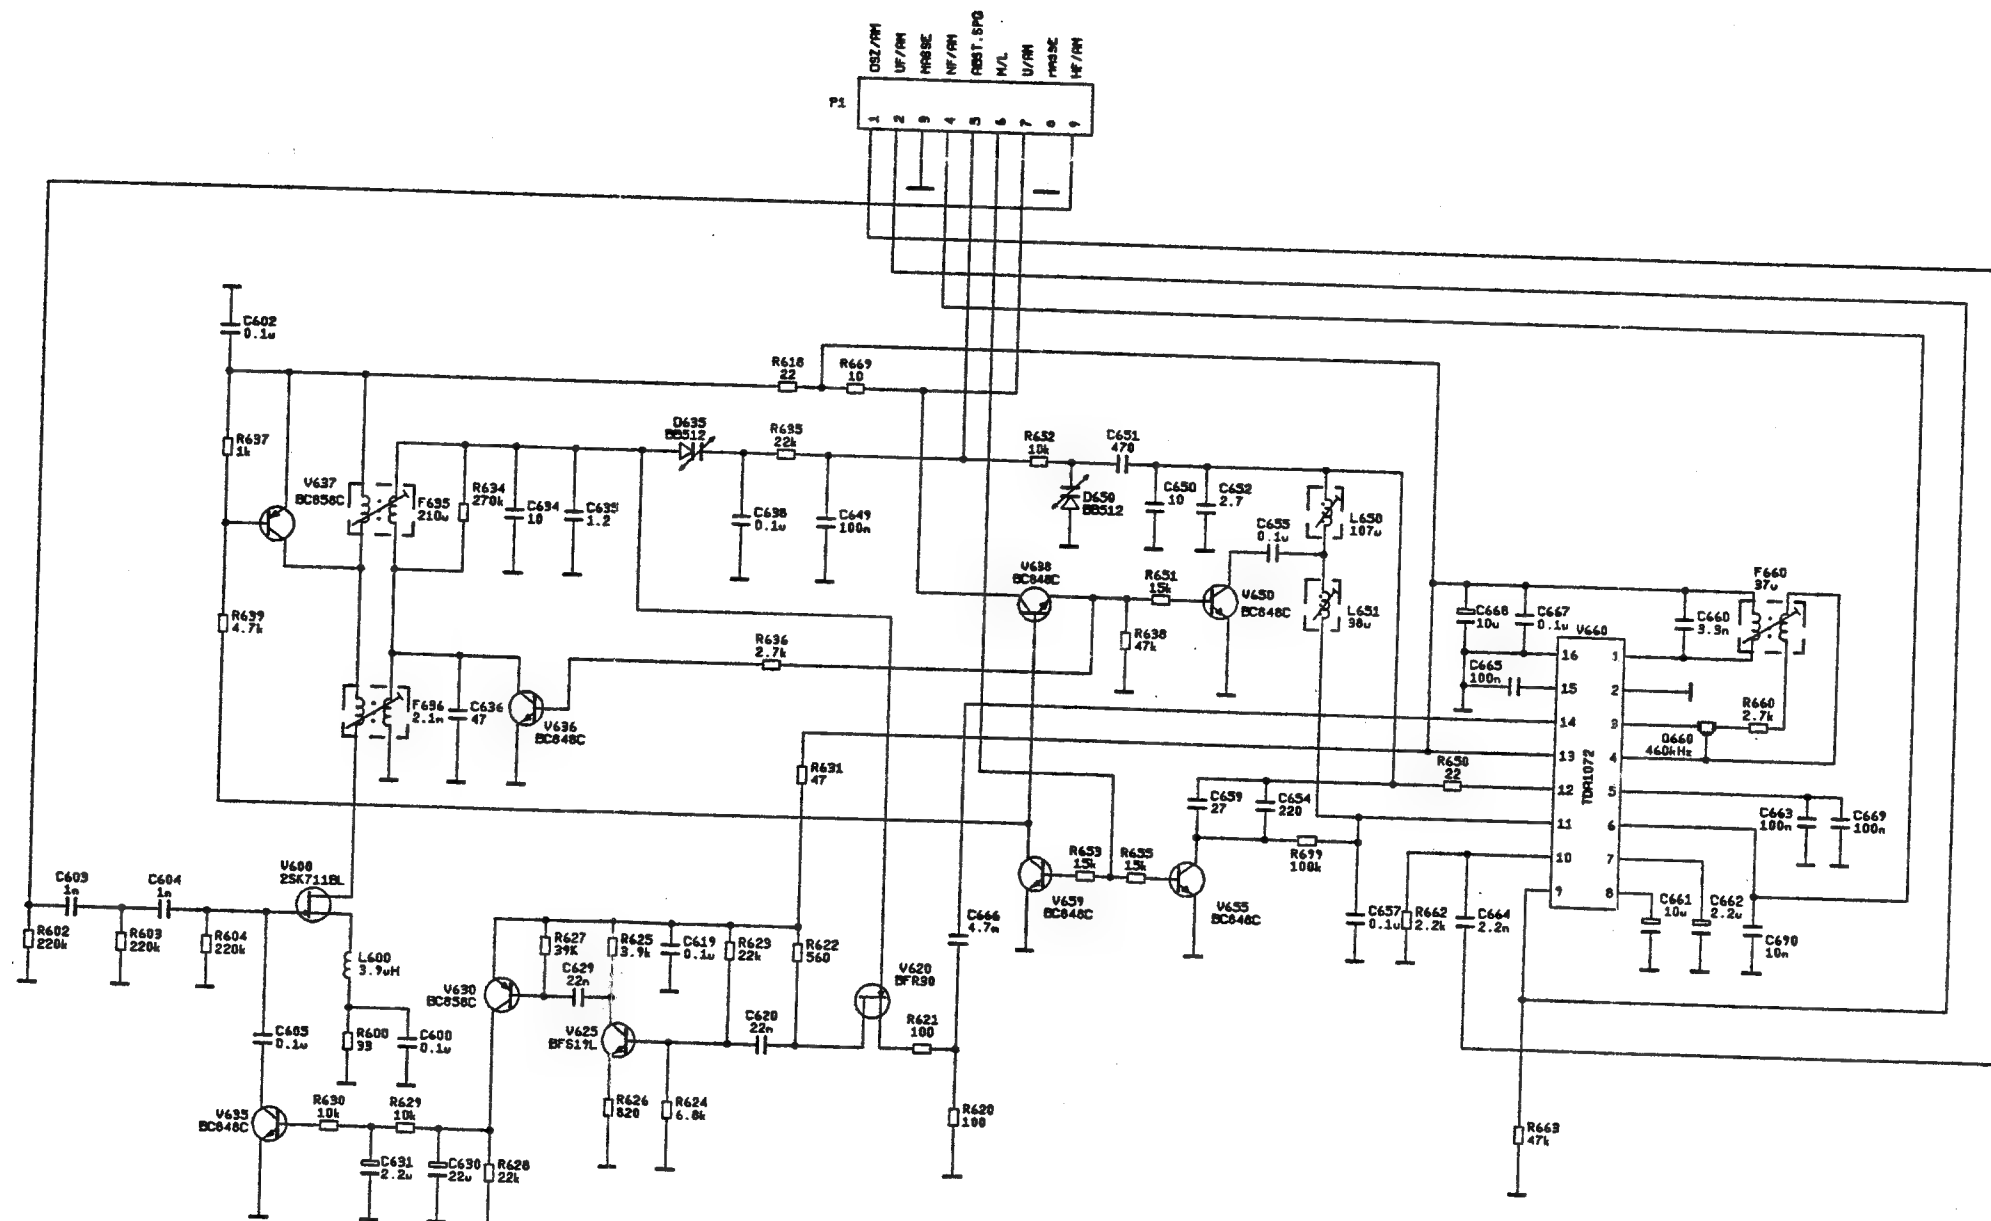 OSZ/AM
UF/AM
MASSE
NF/AM
ABST.SPG
M/L
U/AM
MASSE
HF/AM
P1
1 2 3 4 5 6 7 8 9
C602
0.1u
R618
22
R669
10
R637
1k
D635
BB512
R635
22k
R652
10k
C651
470
V637
BC858C
F635
210u
R634
270k
C634
10
C635
1.2
C638
0.1u
C649
100n
D650
BB512
C650
10
C652
2.7
L650
107u
C655
0.1u
V638
BC848C
R651
15k
V650
BC848C
L651
98u
R639
4.7k
R636
2.7k
R638
47k
C668
10u
C667
0.1u
V660
C660
3.3n
F660
37u
C665
100n
F636
2.1m
C636
47
V636
BC848C
R631
47
R660
2.7k
Q660
460kHz
TDA1072
16 1
15 2
14 3
13 4
12 5
11 6
10 7
9 8
R650
22
C659
27
C654
220
C663
100n
C669
100n
R699
100k
R653
15k
R655
15k
V659
BC848C
V655
BC848C
V600
2SK711BL
C603
1n
C604
1n
R602
220k
R603
220k
R604
220k
L600
3.9uH
R627
39K
R625
3.9k
C619
0.1u
R623
22k
R622
560
C666
4.7n
C657
0.1u
R662
2.2k
C664
2.2n
C661
10u
C662
2.2u
C690
10n
C629
22n
V630
BC858C
V620
BFR30
C605
0.1u
R600
33
C600
0.1u
V625
BFS19L
C620
22n
R621
100
V635
BC848C
R630
10k
R629
10k
R626
820
R624
6.8k
R620
100
R663
47k
C631
2.2u
C630
22u
R628
22k